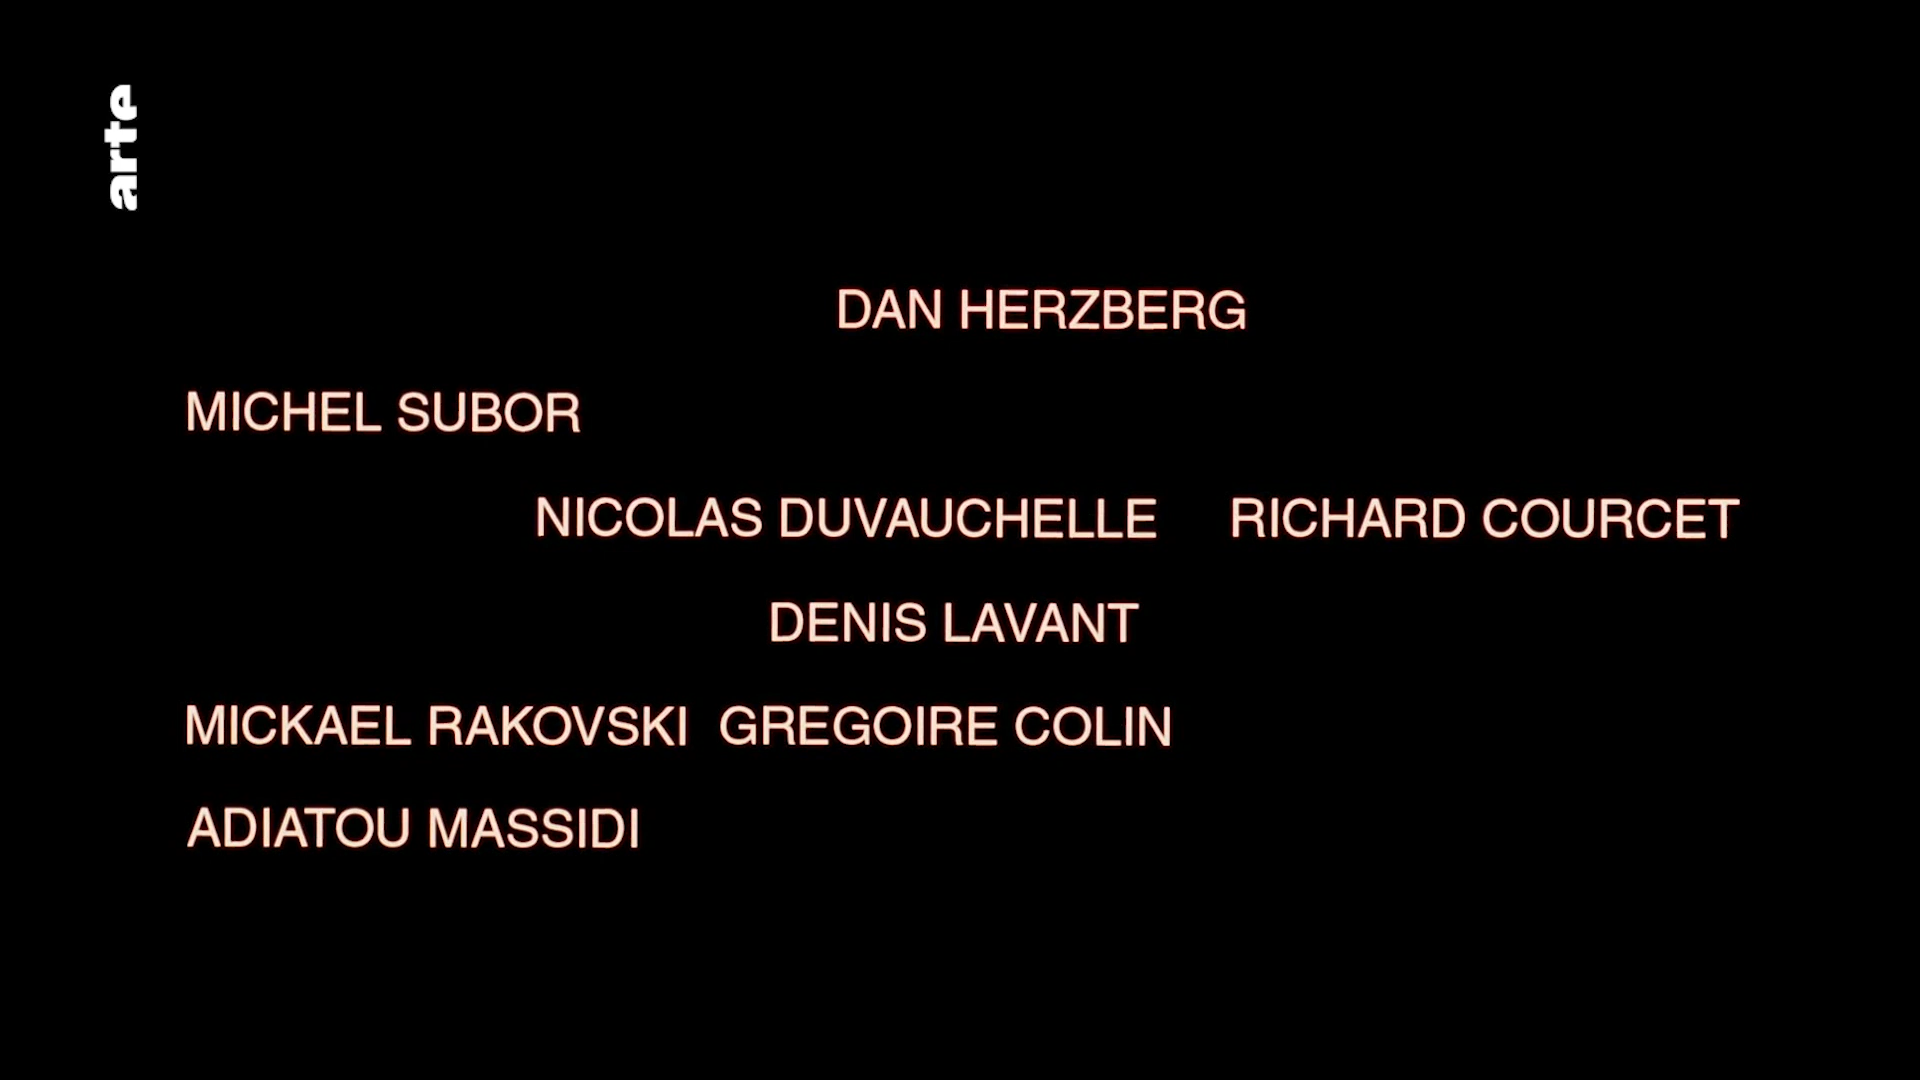 arte
DAN HERZBERG
MICHEL SUBOR
NICOLAS DUVAUCHELLE RICHARD COURCET
DENIS LAVANT
MICKAEL RAKOVSKI GREGOIRE COLIN
ADIATOU MASSIDI